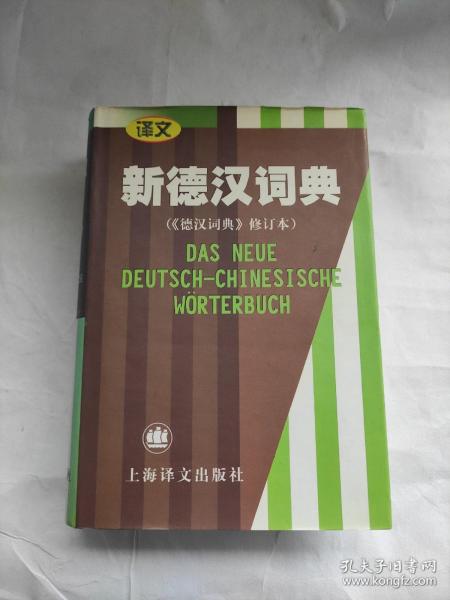 译文
新德汉词典
(《德汉词典》修订本)
DAS NEUE
DEUTSCH-CHINESISCHE
WÖRTERBUCH
上海译文出版社
孔夫子旧书网
www.kongfz.com